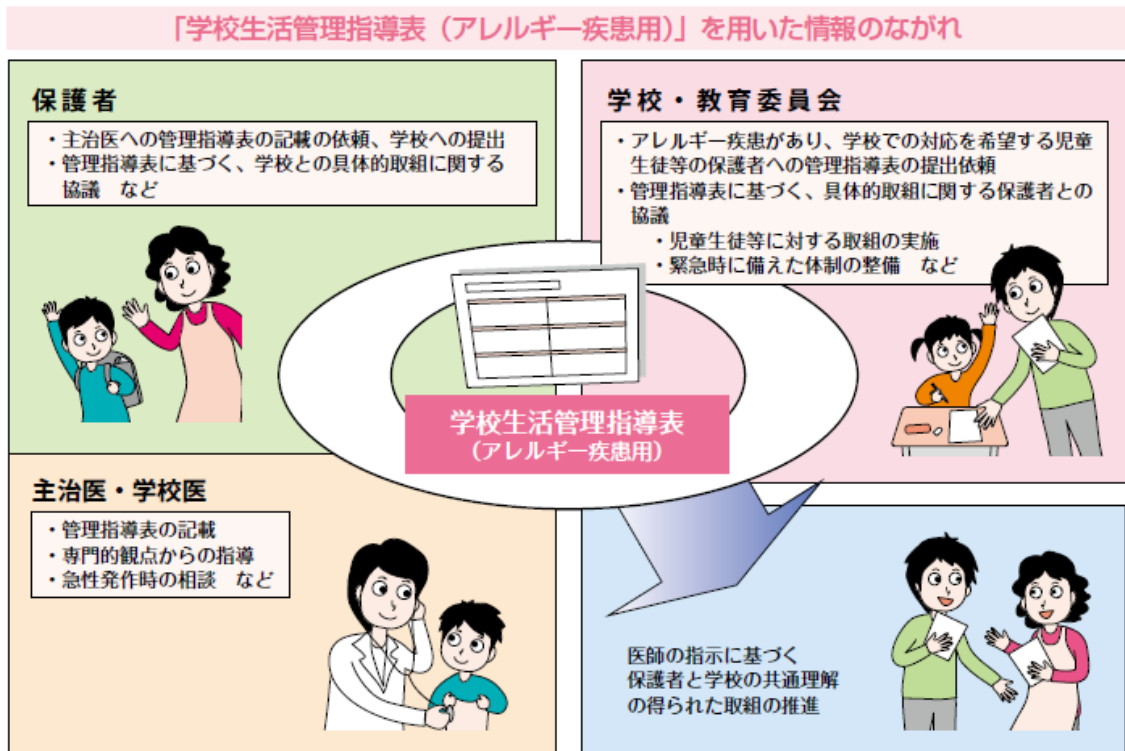 「学校生活管理指導表（アレルギー疾患用）」を用いた情報のながれ
保護者
・主治医への管理指導表の記載の依頼、学校への提出
・管理指導表に基づく、学校との具体的取組に関する
協議　など
学校・教育委員会
・アレルギー疾患があり、学校での対応を希望する児童
生徒等の保護者への管理指導表の提出依頼
・管理指導表に基づく、具体的取組に関する保護者との
協議
・児童生徒等に対する取組の実施
・緊急時に備えた体制の整備　など
学校生活管理指導表
（アレルギー疾患用）
主治医・学校医
・管理指導表の記載
・専門的観点からの指導
・急性発作時の相談　など
医師の指示に基づく
保護者と学校の共通理解
の得られた取組の推進